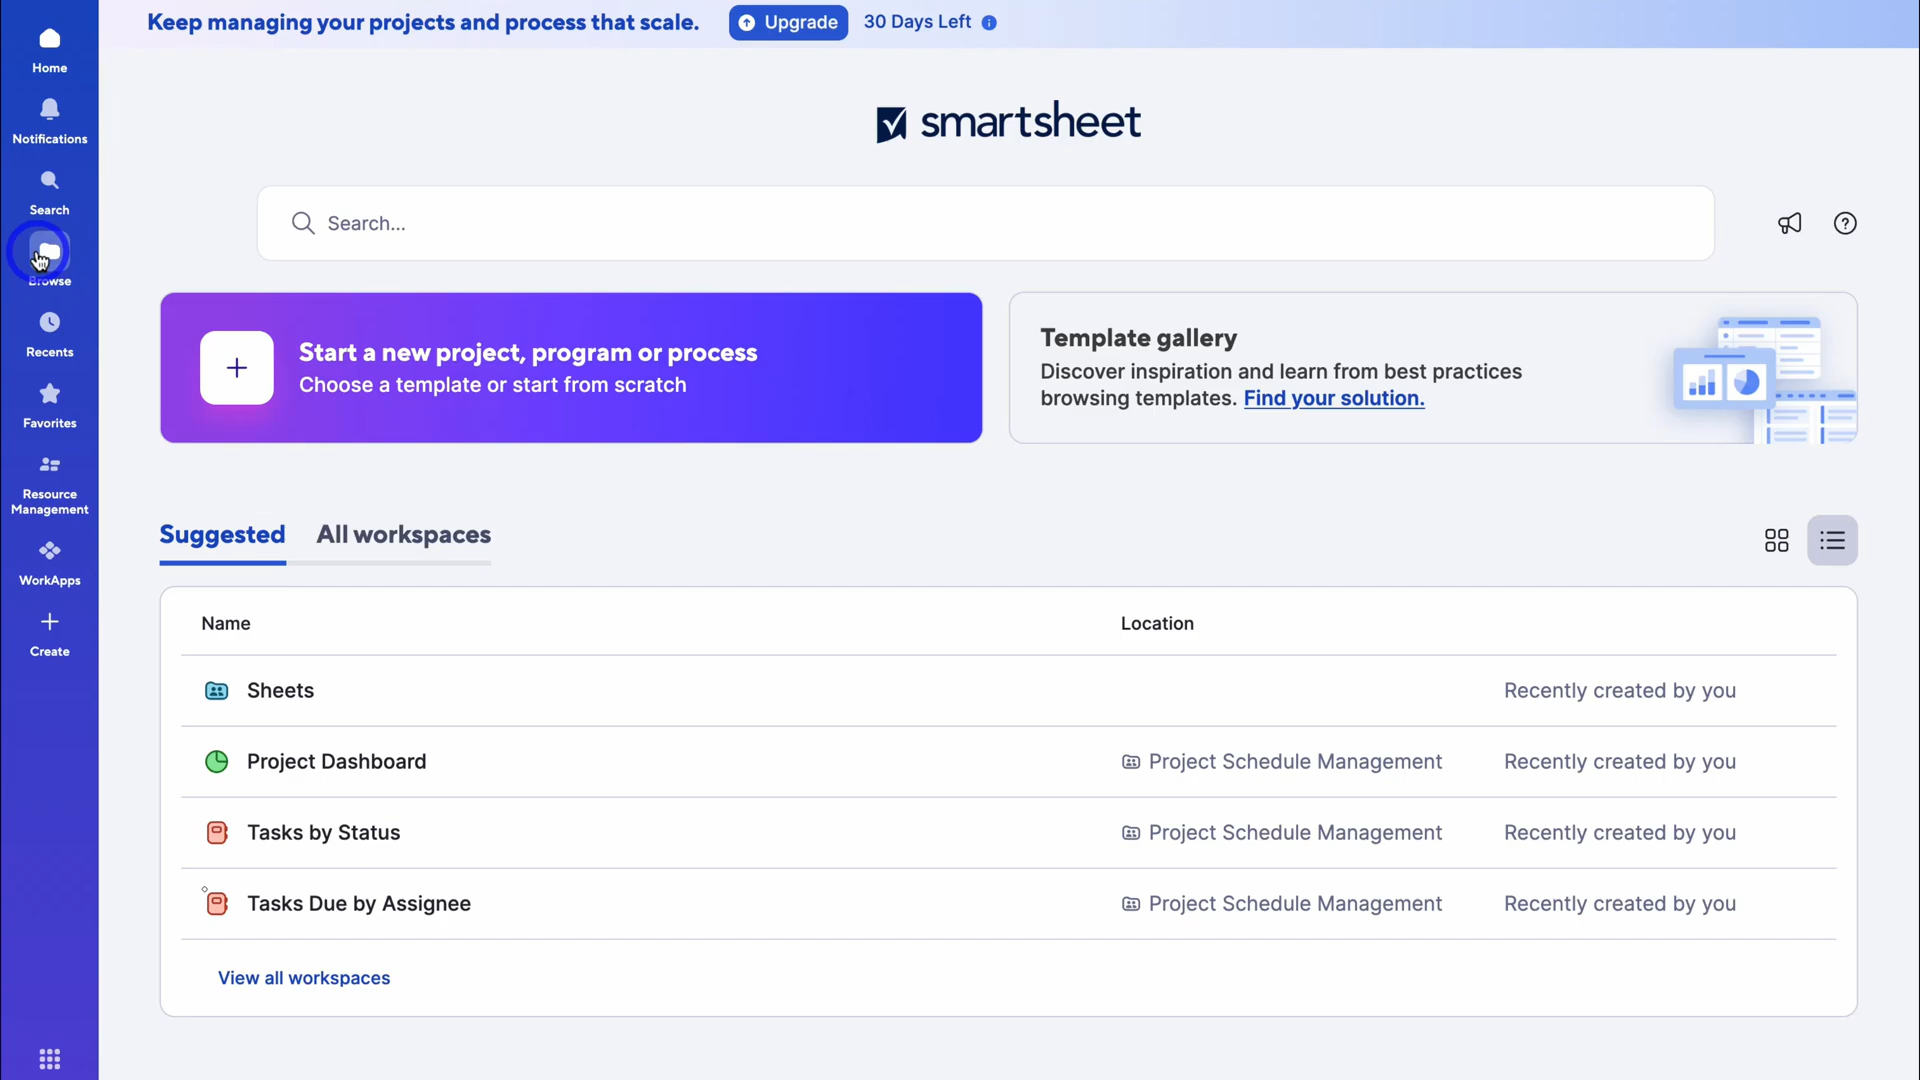 Keep managing your projects and process that scale.
Upgrade
30 Days Left
Home
Notifications
Search
Browse
Recents
Favorites
Resource
Management
WorkApps
Create
smartsheet
Search...
Start a new project, program or process
Choose a template or start from scratch
Template gallery
Discover inspiration and learn from best practices
browsing templates. Find your solution.
Suggested
All workspaces
Name
Location
Sheets
Recently created by you
Project Dashboard
Project Schedule Management
Recently created by you
Tasks by Status
Project Schedule Management
Recently created by you
Tasks Due by Assignee
Project Schedule Management
Recently created by you
View all workspaces